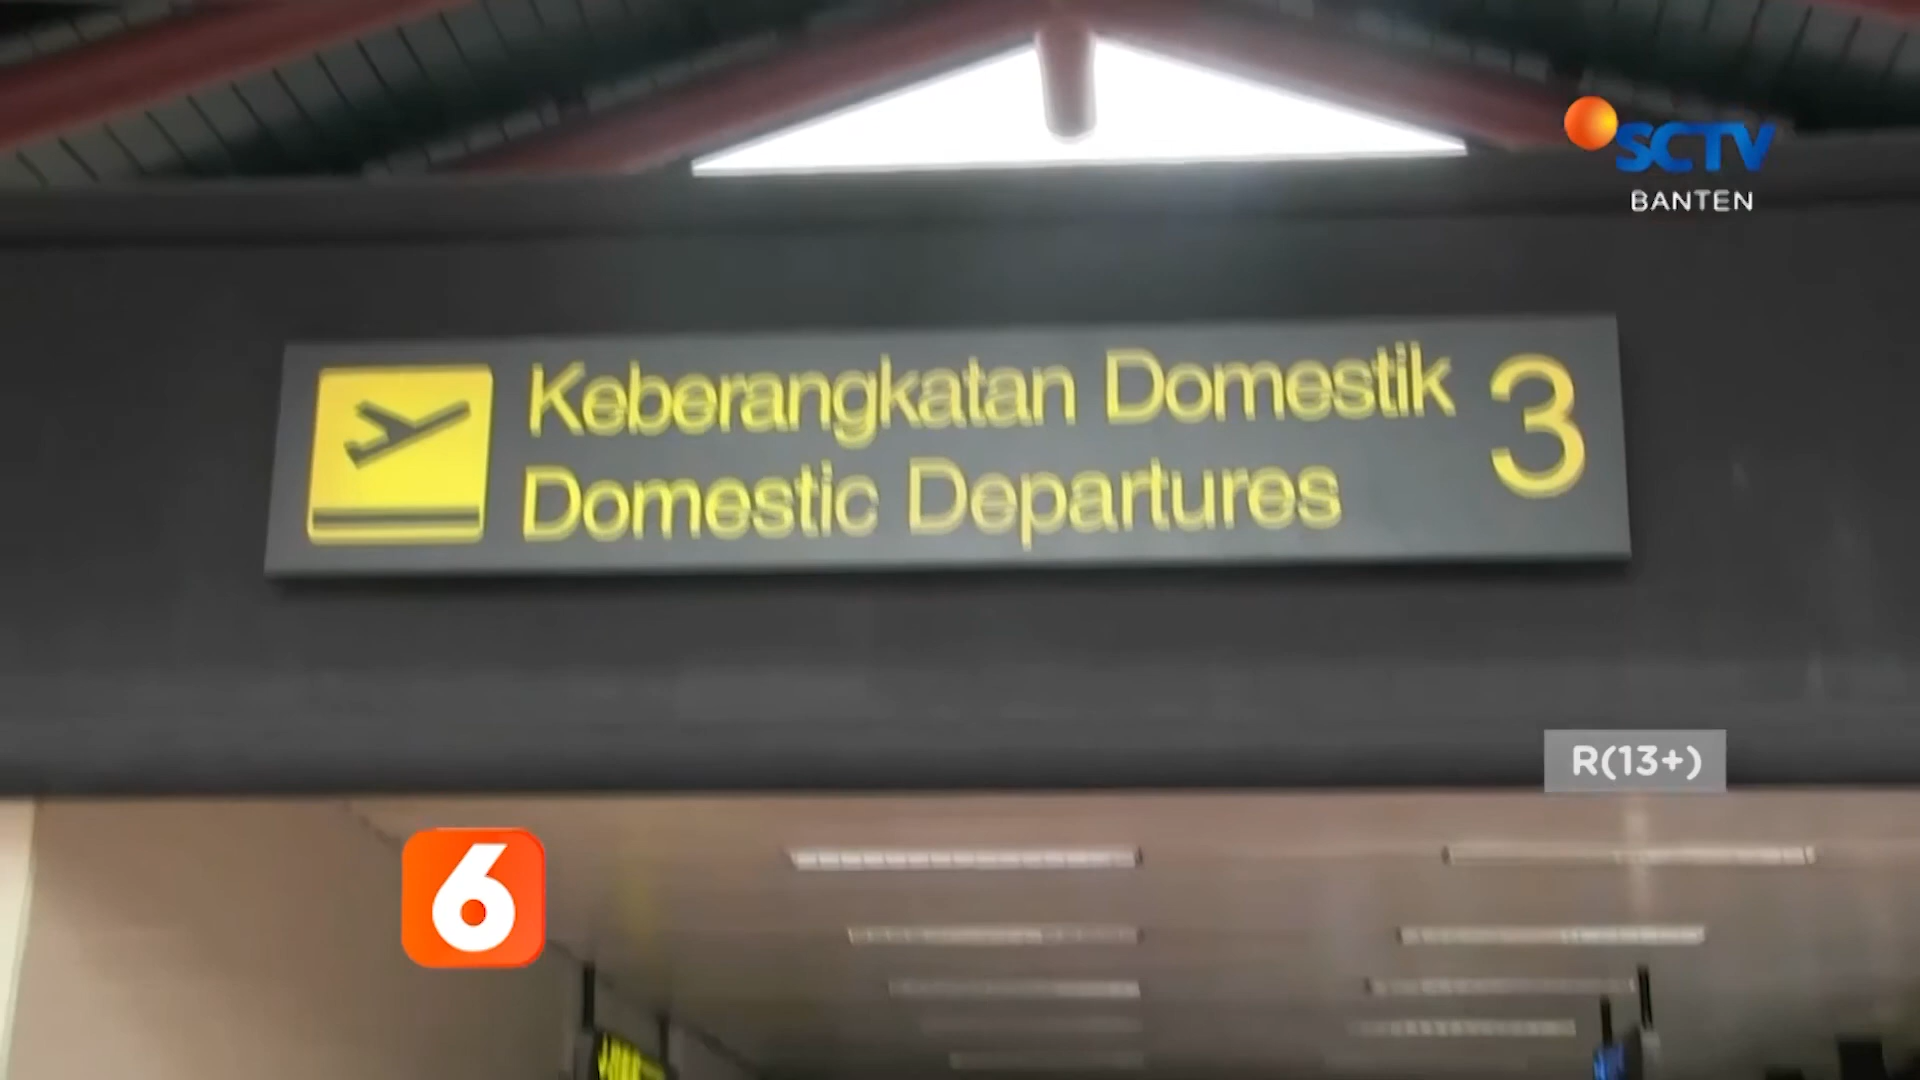 SCTV
BANTEN
Keberangkatan Domestik 3
Domestic Departures
R(13+)
6